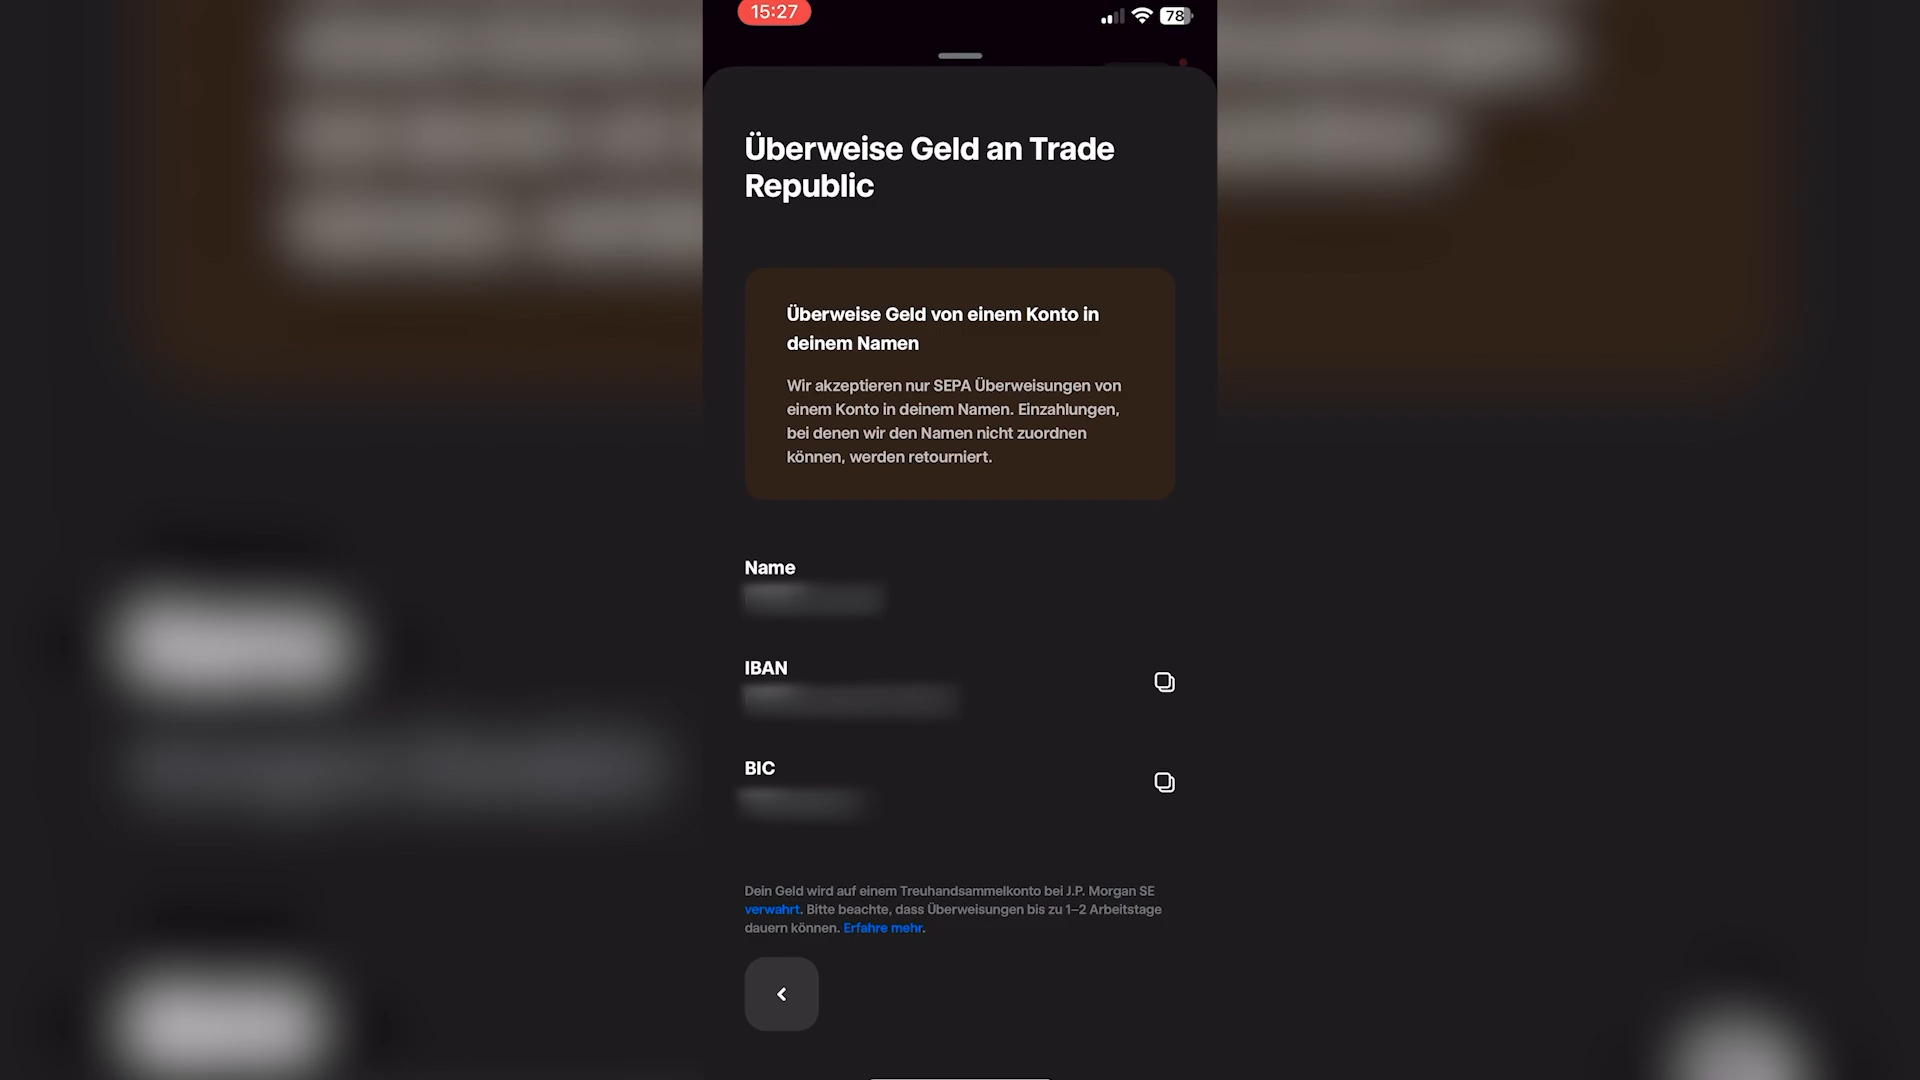 15:27
78
Überweise Geld an Trade
Republic
Überweise Geld von einem Konto in
deinem Namen
Wir akzeptieren nur SEPA Überweisungen von
einem Konto in deinem Namen. Einzahlungen,
bei denen wir den Namen nicht zuordnen
können, werden retourniert.
Name
IBAN
BIC
Dein Geld wird auf einem Treuhandsammelkonto bei J.P. Morgan SE
verwahrt. Bitte beachte, dass Überweisungen bis zu 1–2 Arbeitstage
dauern können. Erfahre mehr.